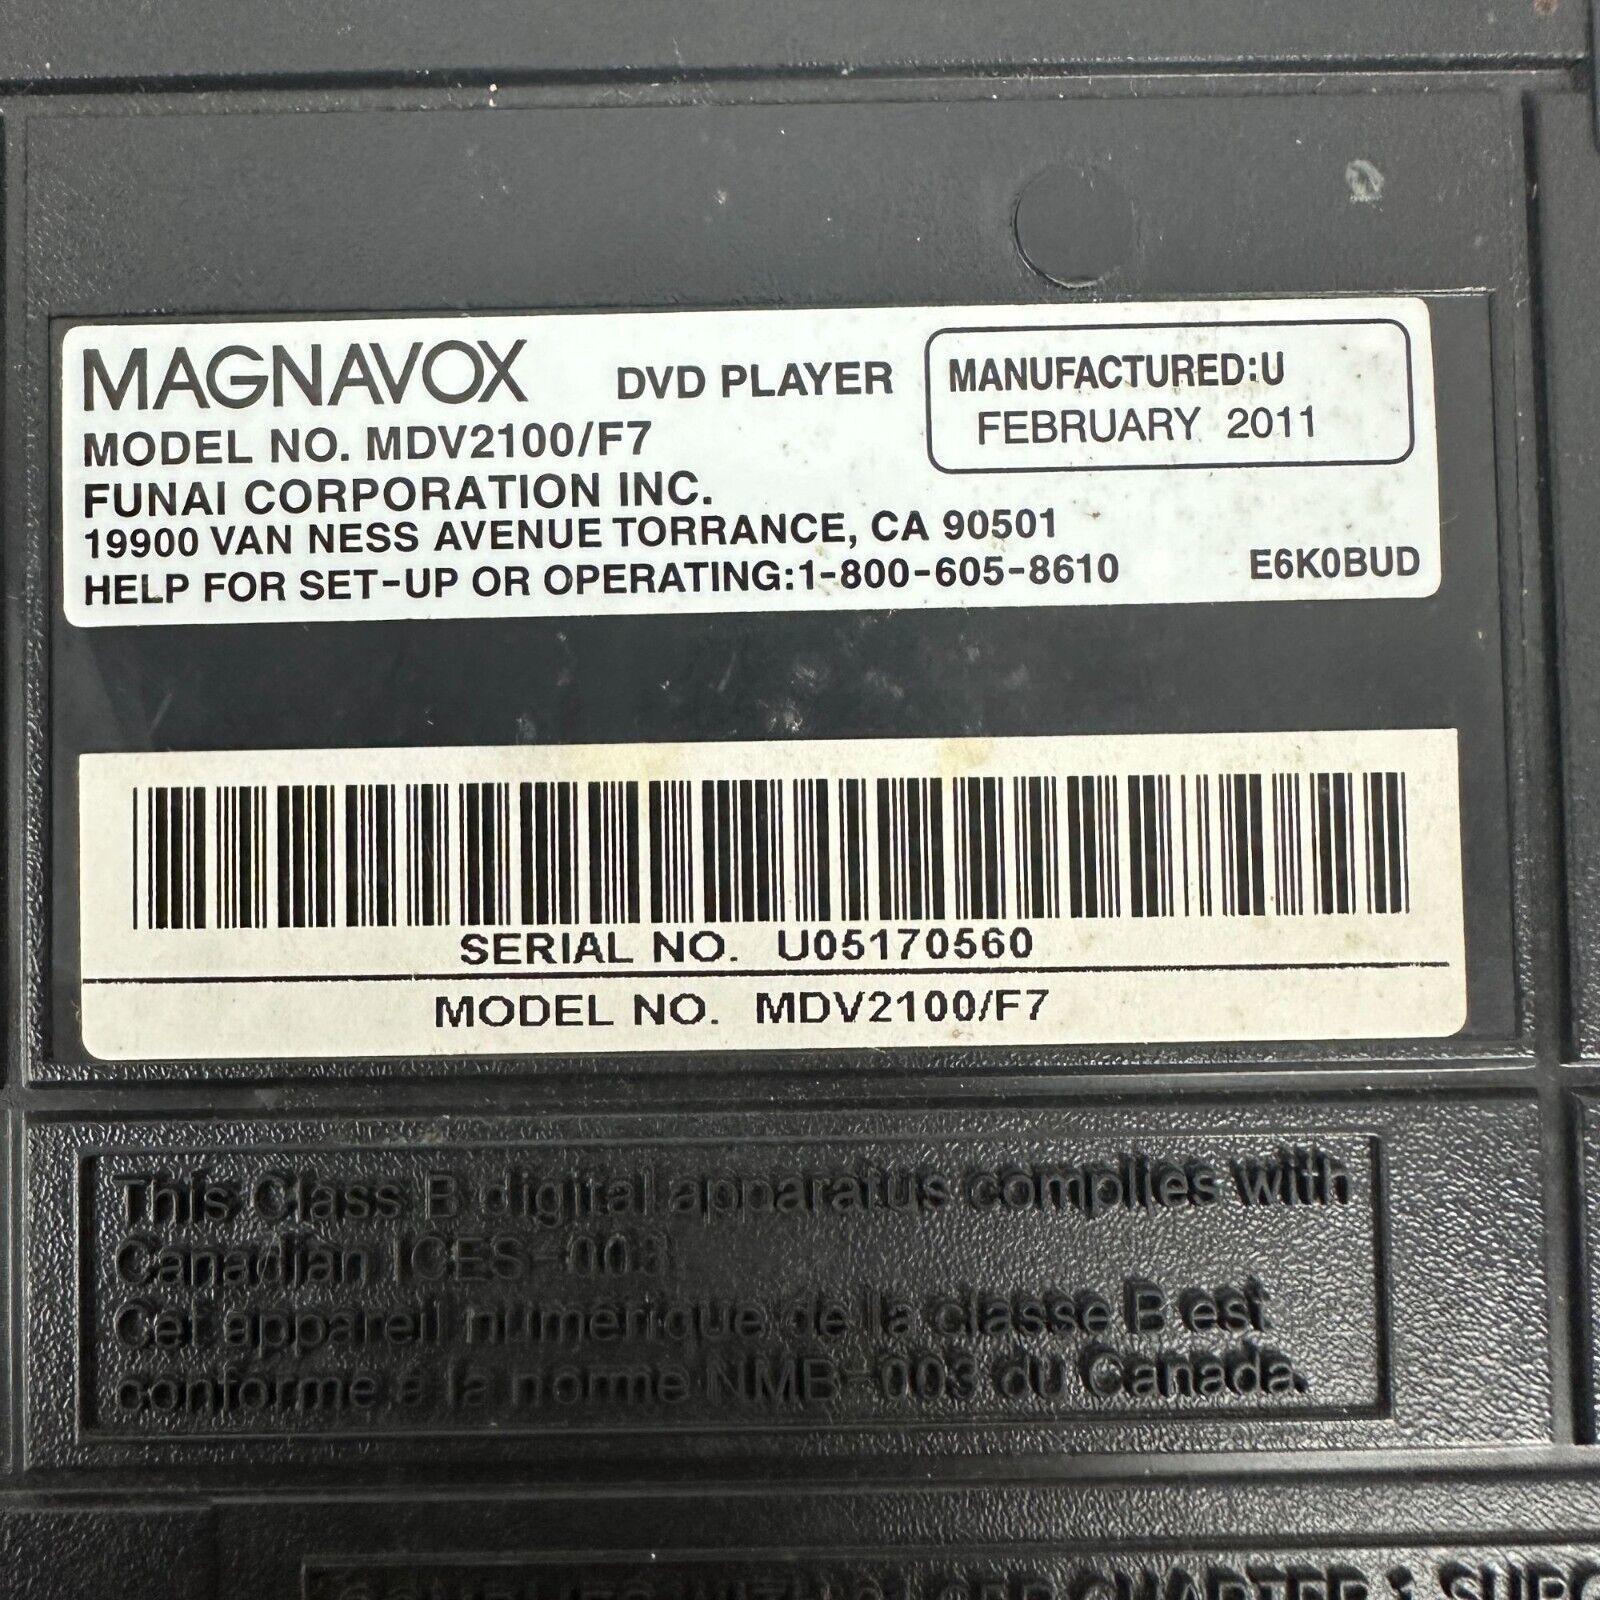 MAGNAVOX DVD PLAYER MANUFACTURED:U
FEBRUARY 2011
MODEL NO. MDV2100/F7
FUNAI CORPORATION INC.
19900 VAN NESS AVENUE TORRANCE, CA 90501
HELP FOR SET-UP OR OPERATING:1-800-605-8610 E6K0BUD
SERIAL NO. U05170560
MODEL NO. MDV2100/F7
This Class B digital apparatus complies with
Canadian ICES-003.
Cet appareil numérique de la classe B est
conforme à la norme NMB-003 du Canada.
CHAPTER 1